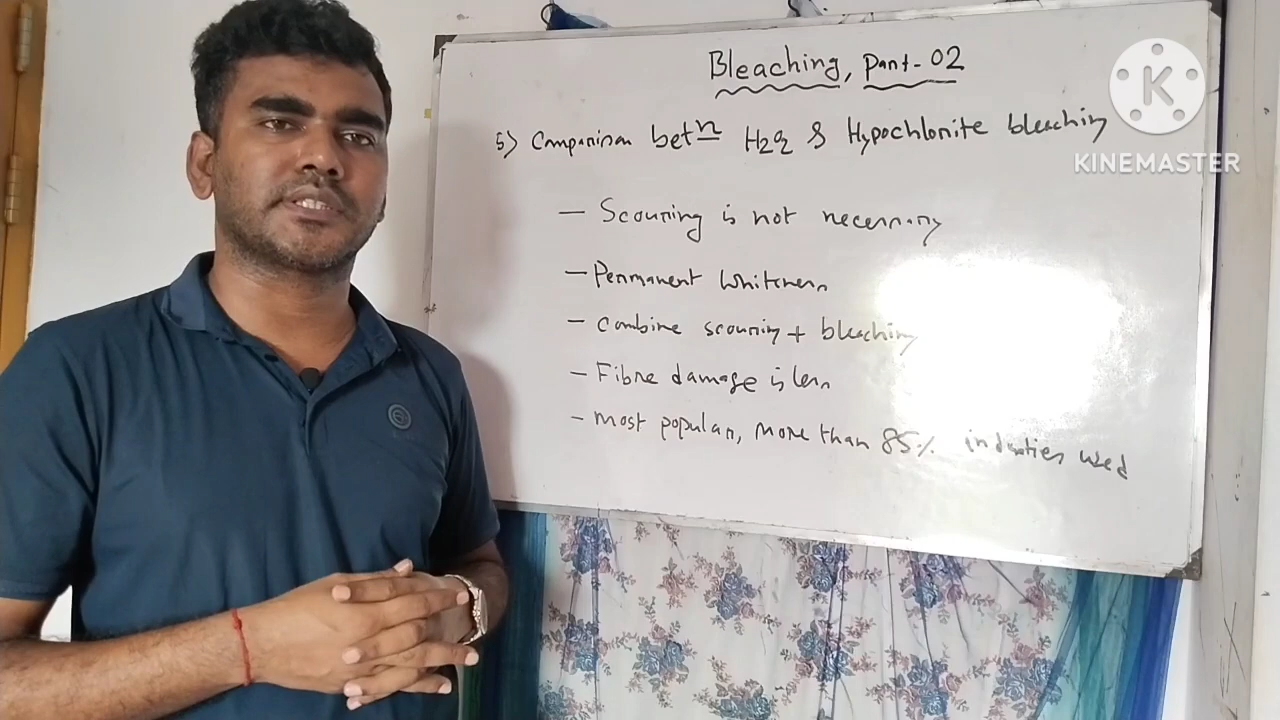 Bleaching, Part-02
5) Comparison betn H2O2 & Hypochlorite bleaching
K
KINEMASTER
— Scouring is not necessary
— Permanent whiteness
— Combine scouring + bleaching
— Fibre damage is less
— Most popular, more than 85% industries used